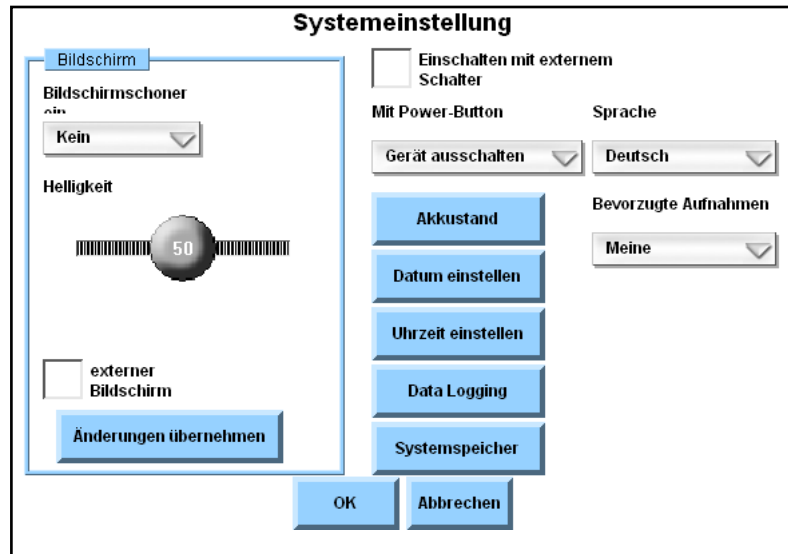 Systemeinstellung
Bildschirm
Bildschirmschoner
ein
Kein
Helligkeit
50
externer
Bildschirm
Änderungen übernehmen
Einschalten mit externem
Schalter
Mit Power-Button
Gerät ausschalten
Sprache
Deutsch
Bevorzugte Aufnahmen
Meine
Akkustand
Datum einstellen
Uhrzeit einstellen
Data Logging
Systemspeicher
OK
Abbrechen